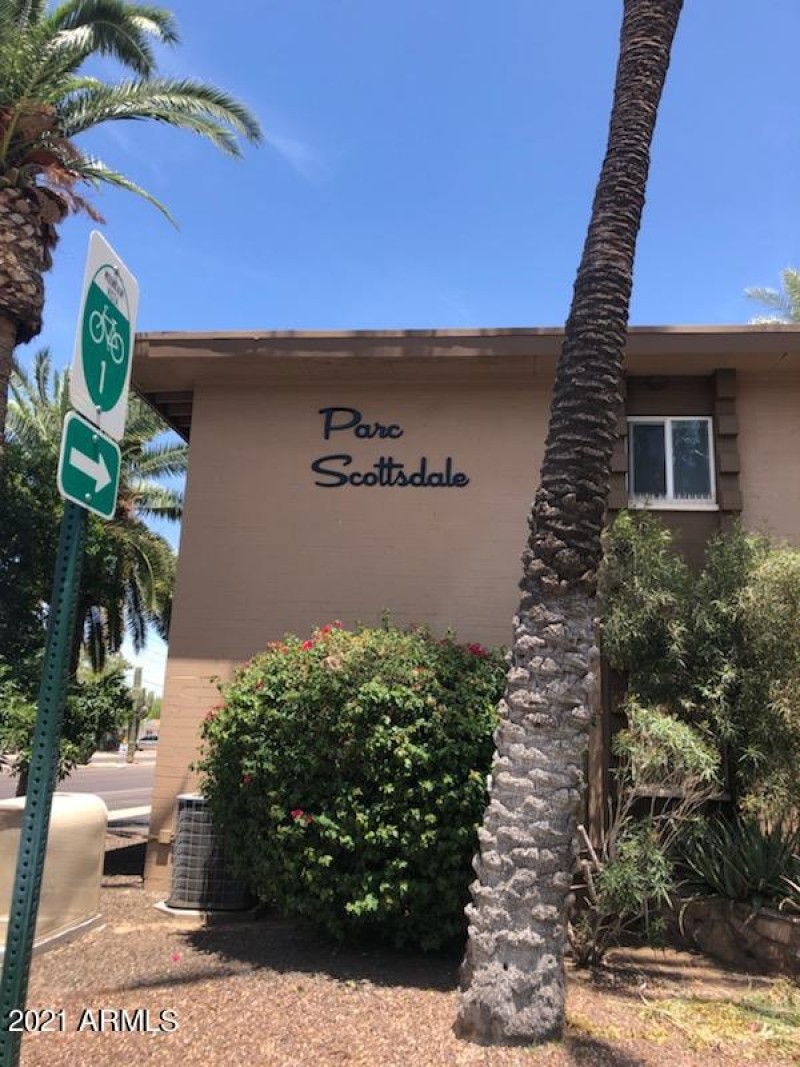 1
Parc
Scottsdale
2021 ARMLS